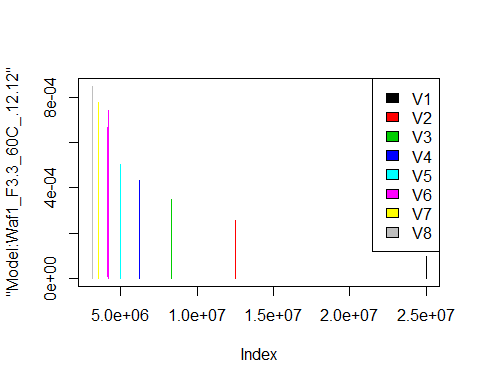 "Model:Waf1_F3.3_60C_.12.12"
8e-04
4e-04
0e+00
V1
V2
V3
V4
V5
V6
V7
V8
5.0e+06 1.0e+07 1.5e+07 2.0e+07 2.5e+07
Index